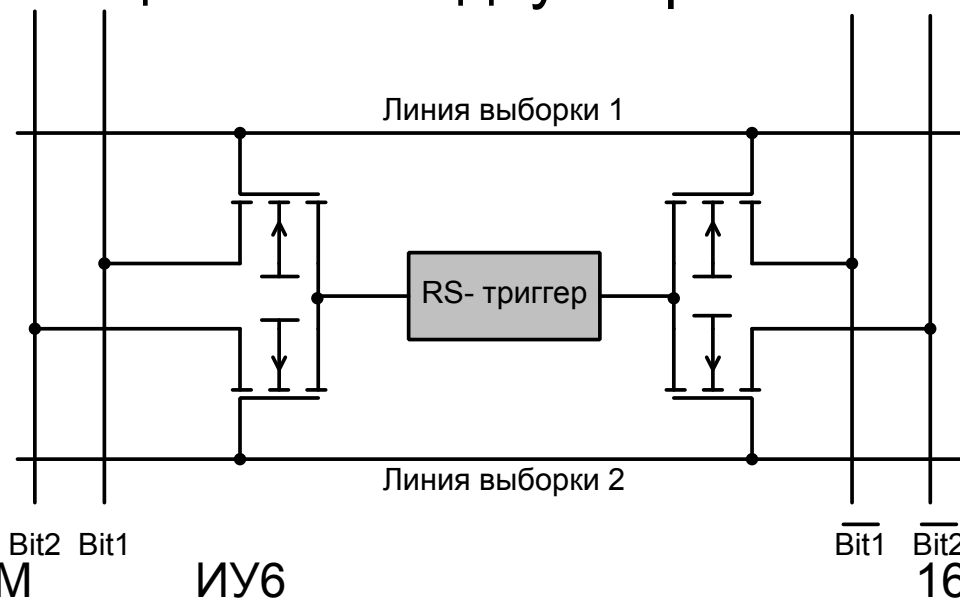 Линия выборки 1
RS- триггер
Линия выборки 2
Bit2 Bit1 Bit1 Bit2
М ИУ6 16